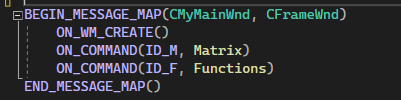 BEGIN_MESSAGE_MAP(CMyMainWnd, CFrameWnd)
    ON_WM_CREATE()
    ON_COMMAND(ID_M, Matrix)
    ON_COMMAND(ID_F, Functions)
END_MESSAGE_MAP()